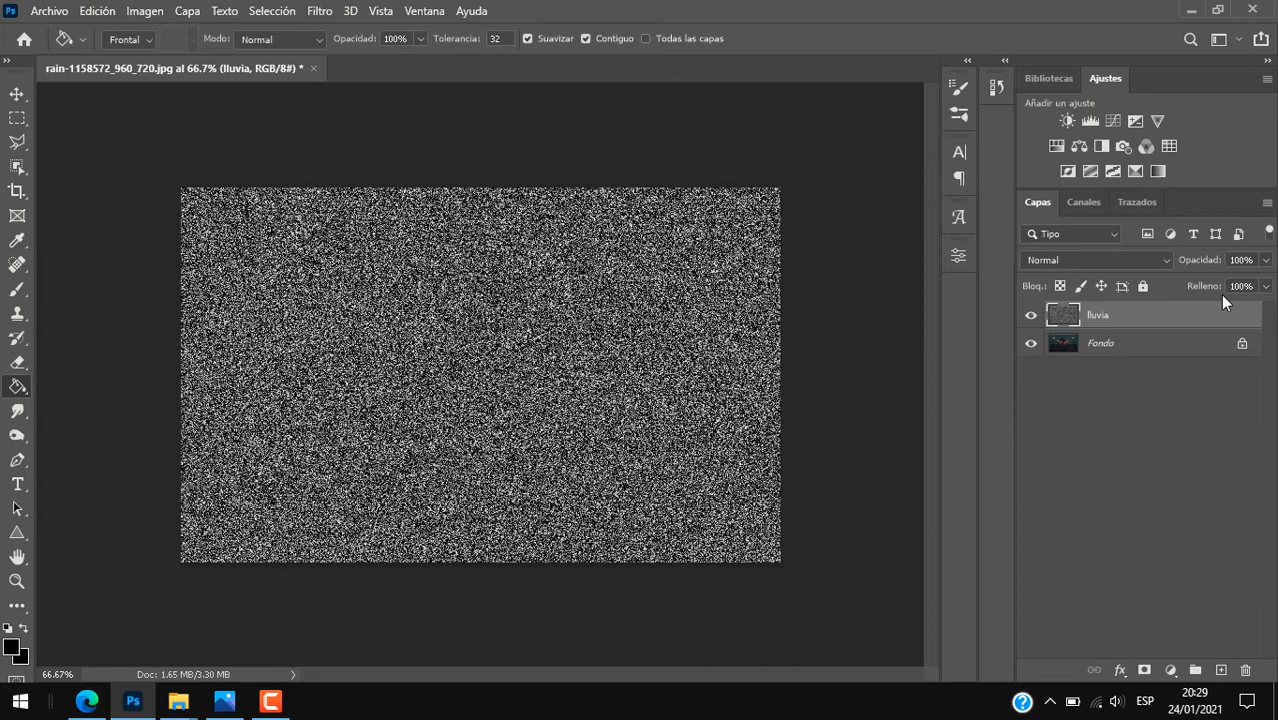 Ps Archivo Edición Imagen Capa Texto Selección Filtro 3D Vista Ventana Ayuda
Frontal Modo: Normal Opacidad: 100% Tolerancia: 32 Suavizar Contiguo Todas las capas
rain-1158572_960_720.jpg al 66.7% (lluvia, RGB/8#) *
Bibliotecas Ajustes
Añadir un ajuste
Capas Canales Trazados
Tipo
Normal Opacidad: 100%
Bloq.: Relleno: 100%
lluvia
Fondo
66.67% Doc: 1.65 MB/3.30 MB
Ps ESP 20:29
24/01/2021